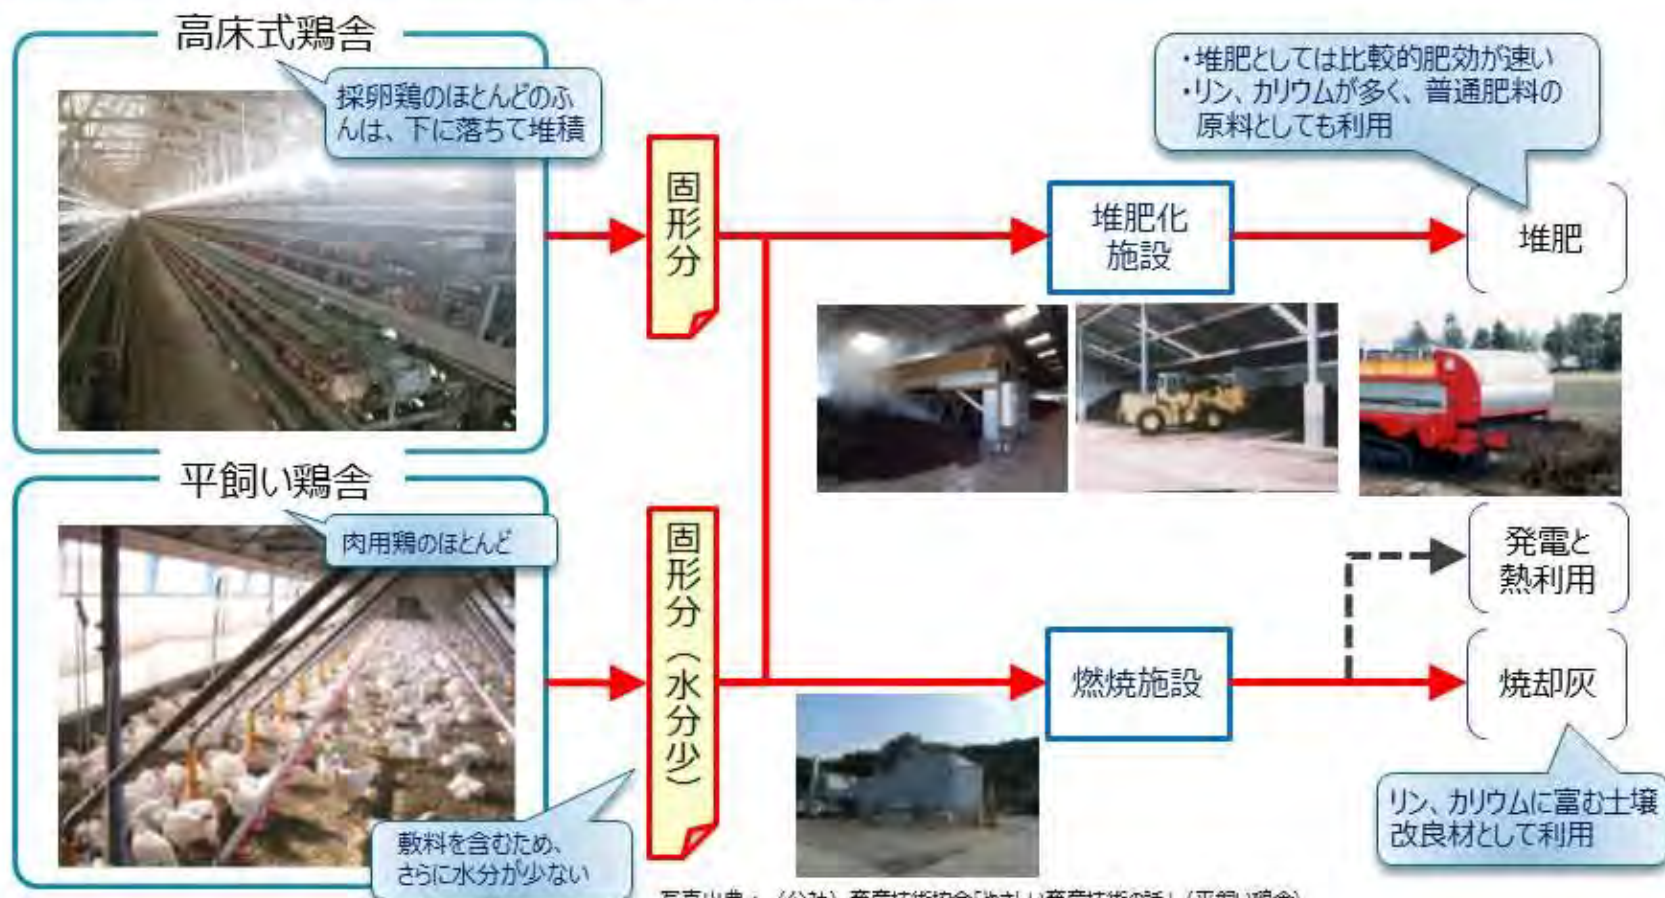 高床式鶏舎
採卵鶏のほとんどのふ
んは、下に落ちて堆積
固形分
堆肥化
施設
・堆肥としては比較的肥効が速い
・リン、カリウムが多く、普通肥料の
原料としても利用
堆肥
平飼い鶏舎
肉用鶏のほとんど
敷料を含むため、
さらに水分が少ない
固形分（水分少）
燃焼施設
発電と
熱利用
焼却灰
リン、カリウムに富む土壌
改良材として利用